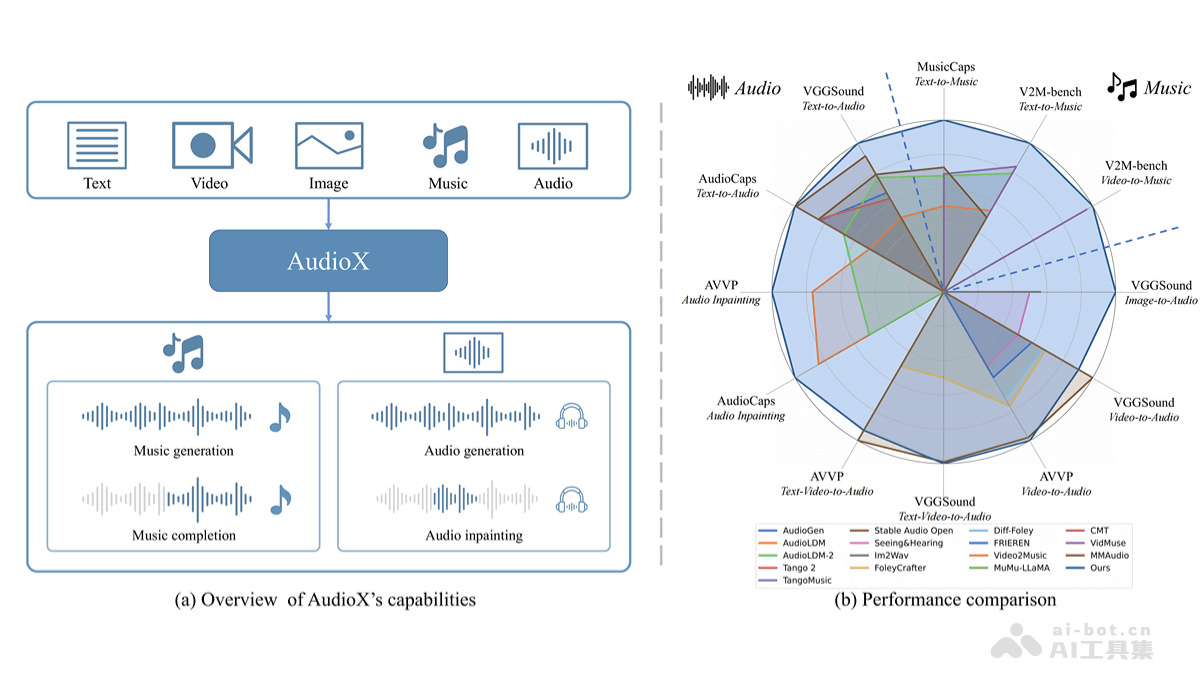 Text
Video
Image
Music
Audio
AudioX
Music generation
Audio generation
Music completion
Audio inpainting
(a) Overview of AudioX's capabilities
Audio
Music
MusicCaps
Text-to-Music
V2M-bench
Text-to-Music
V2M-bench
Video-to-Music
VGGSound
Image-to-Audio
VGGSound
Video-to-Audio
AVVP
Video-to-Audio
VGGSound
Text-Video-to-Audio
AVVP
Text-Video-to-Audio
AudioCaps
Audio Inpainting
AVVP
Audio Inpainting
AudioCaps
Text-to-Audio
VGGSound
Text-to-Audio
AudioGen
AudioLDM
AudioLDM-2
Tango 2
TangoMusic
Stable Audio Open
Seeing&Hearing
Im2Wav
FoleyCrafter
Diff-Foley
FRIEREN
Video2Music
MuMu-LLaMA
CMT
VidMuse
MMAudio
Ours
(b) Performance comparison
ai-bot.cn
AI工具集